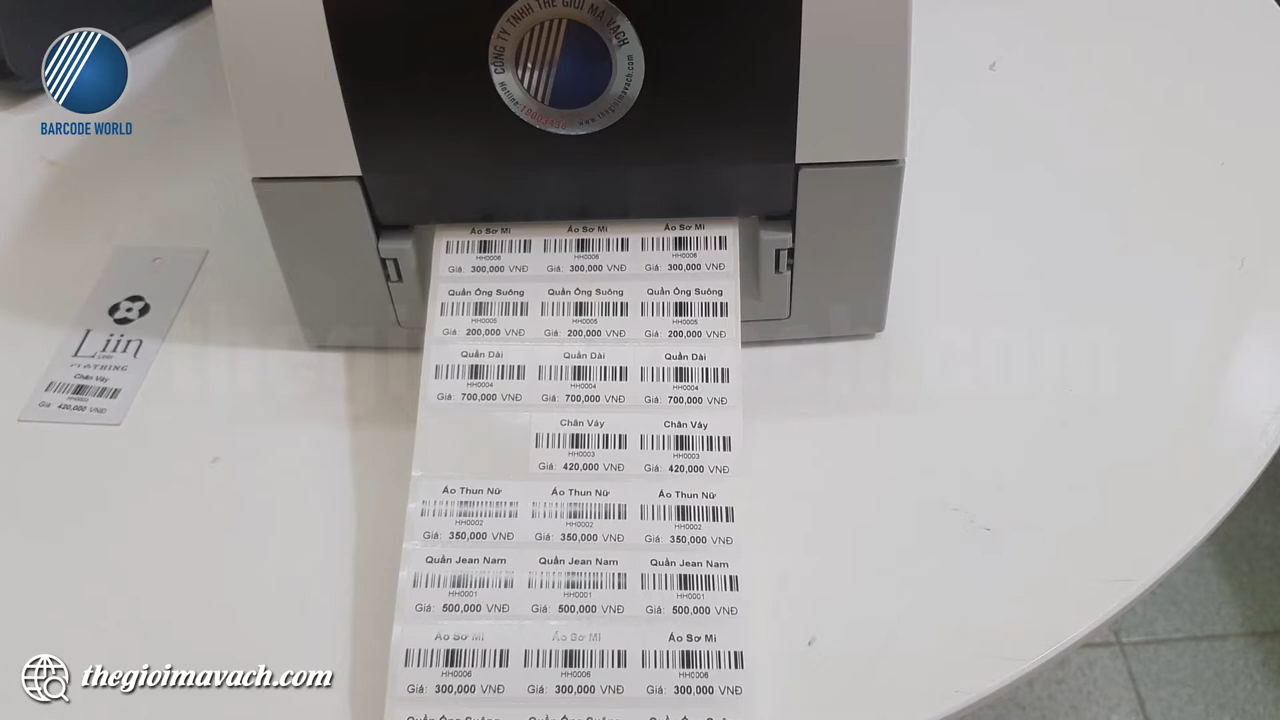 BARCODE WORLD
CÔNG TY TNHH THẾ GIỚI MÃ VẠCH
Hotline: 19003438
www.thegioimavach.com
Áo Sơ Mi Áo Sơ Mi Áo Sơ Mi
HH0006 HH0006 HH0006
Giá: 300,000 VNĐ Giá: 300,000 VNĐ Giá: 300,000 VNĐ
Quần Ống Suông Quần Ống Suông Quần Ống Suông
HH0005 HH0005 HH0005
Giá: 200,000 VNĐ Giá: 200,000 VNĐ Giá: 200,000 VNĐ
Quần Dài Quần Dài Quần Dài
HH0004 HH0004 HH0004
Giá: 700,000 VNĐ Giá: 700,000 VNĐ Giá: 700,000 VNĐ
Chân Váy Chân Váy
HH0003 HH0003
Giá: 420,000 VNĐ Giá: 420,000 VNĐ
Áo Thun Nữ Áo Thun Nữ Áo Thun Nữ
HH0002 HH0002 HH0002
Giá: 350,000 VNĐ Giá: 350,000 VNĐ Giá: 350,000 VNĐ
Quần Jean Nam Quần Jean Nam Quần Jean Nam
HH0001 HH0001 HH0001
Giá: 500,000 VNĐ Giá: 500,000 VNĐ Giá: 500,000 VNĐ
Áo Sơ Mi Áo Sơ Mi Áo Sơ Mi
HH0006 HH0006 HH0006
Giá: 300,000 VNĐ Giá: 300,000 VNĐ Giá: 300,000 VNĐ
Liin
CLOTHING
Chân Váy
HH0003
Giá: 420,000 VNĐ
thegioimavach.com